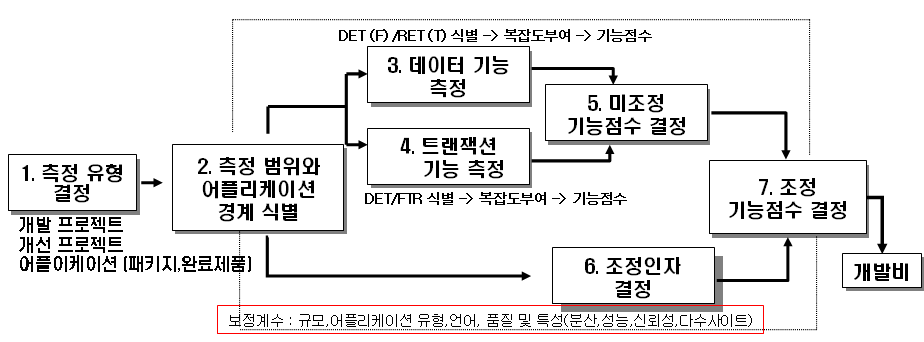 DET (F) /RET (T) 식별 → 복잡도부여 → 기능점수
3. 데이터 기능
측정
5. 미조정
기능점수 결정
4. 트랜잭션
기능 측정
1. 측정 유형
결정
2. 측정 범위와
어플리케이션
경계 식별
7. 조정
기능점수 결정
DET/FTR 식별 → 복잡도부여 → 기능점수
개발 프로젝트
개선 프로젝트
어플이케이션 (패키지,완료제품)
6. 조정인자
결정
개발비
보정계수 : 규모,어플리케이션 유형,언어, 품질 및 특성(분산,성능,신뢰성,다수사이트)